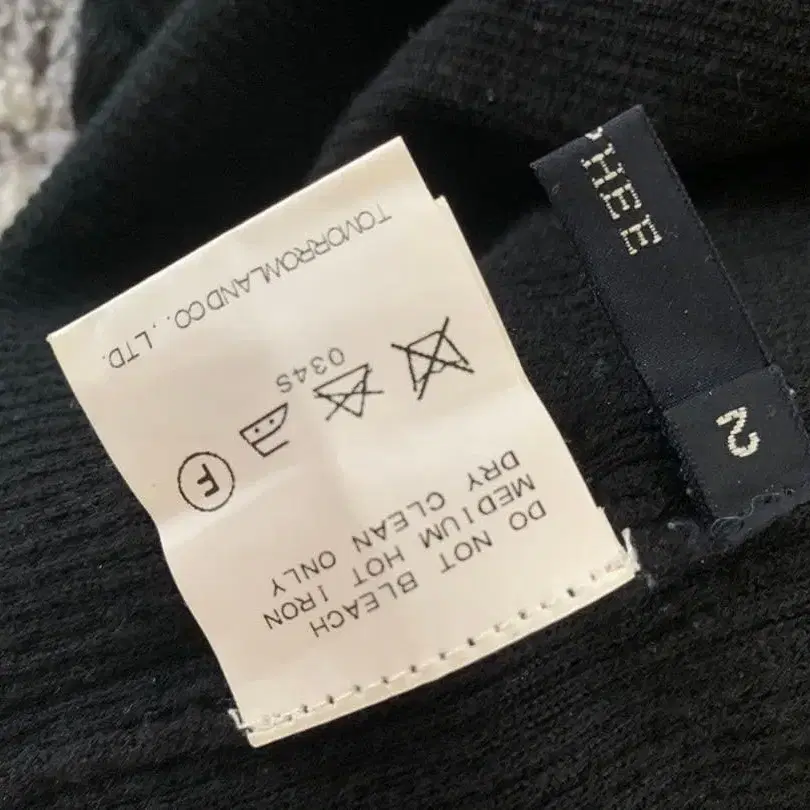 DO NOT BLEACH
MEDIUM HOT IRON
DRY CLEAN ONLY
F
034S
TOMORROWLAND CO., LTD.
HEE
2